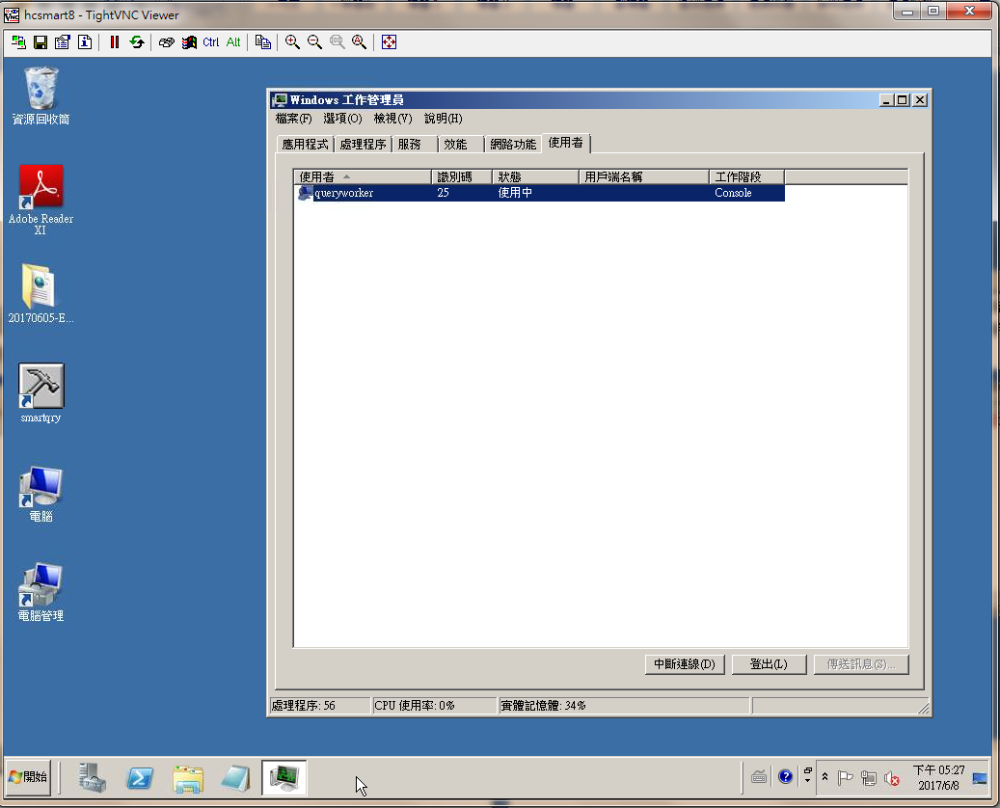 hcsmart8 - TightVNC Viewer
Ctrl Alt
資源回收筒
Adobe Reader
XI
20170605-E...
smartqry
電腦
電腦管理
Windows 工作管理員
檔案(F) 選項(O) 檢視(V) 說明(H)
應用程式 處理程序 服務 效能 網路功能 使用者
使用者 識別碼 狀態 用戶端名稱 工作階段
queryworker 25 使用中 Console
中斷連線(D) 登出(L) 傳送訊息(S)...
處理程序: 56 CPU 使用率: 0% 實體記憶體: 34%
開始
下午 05:27
2017/6/8